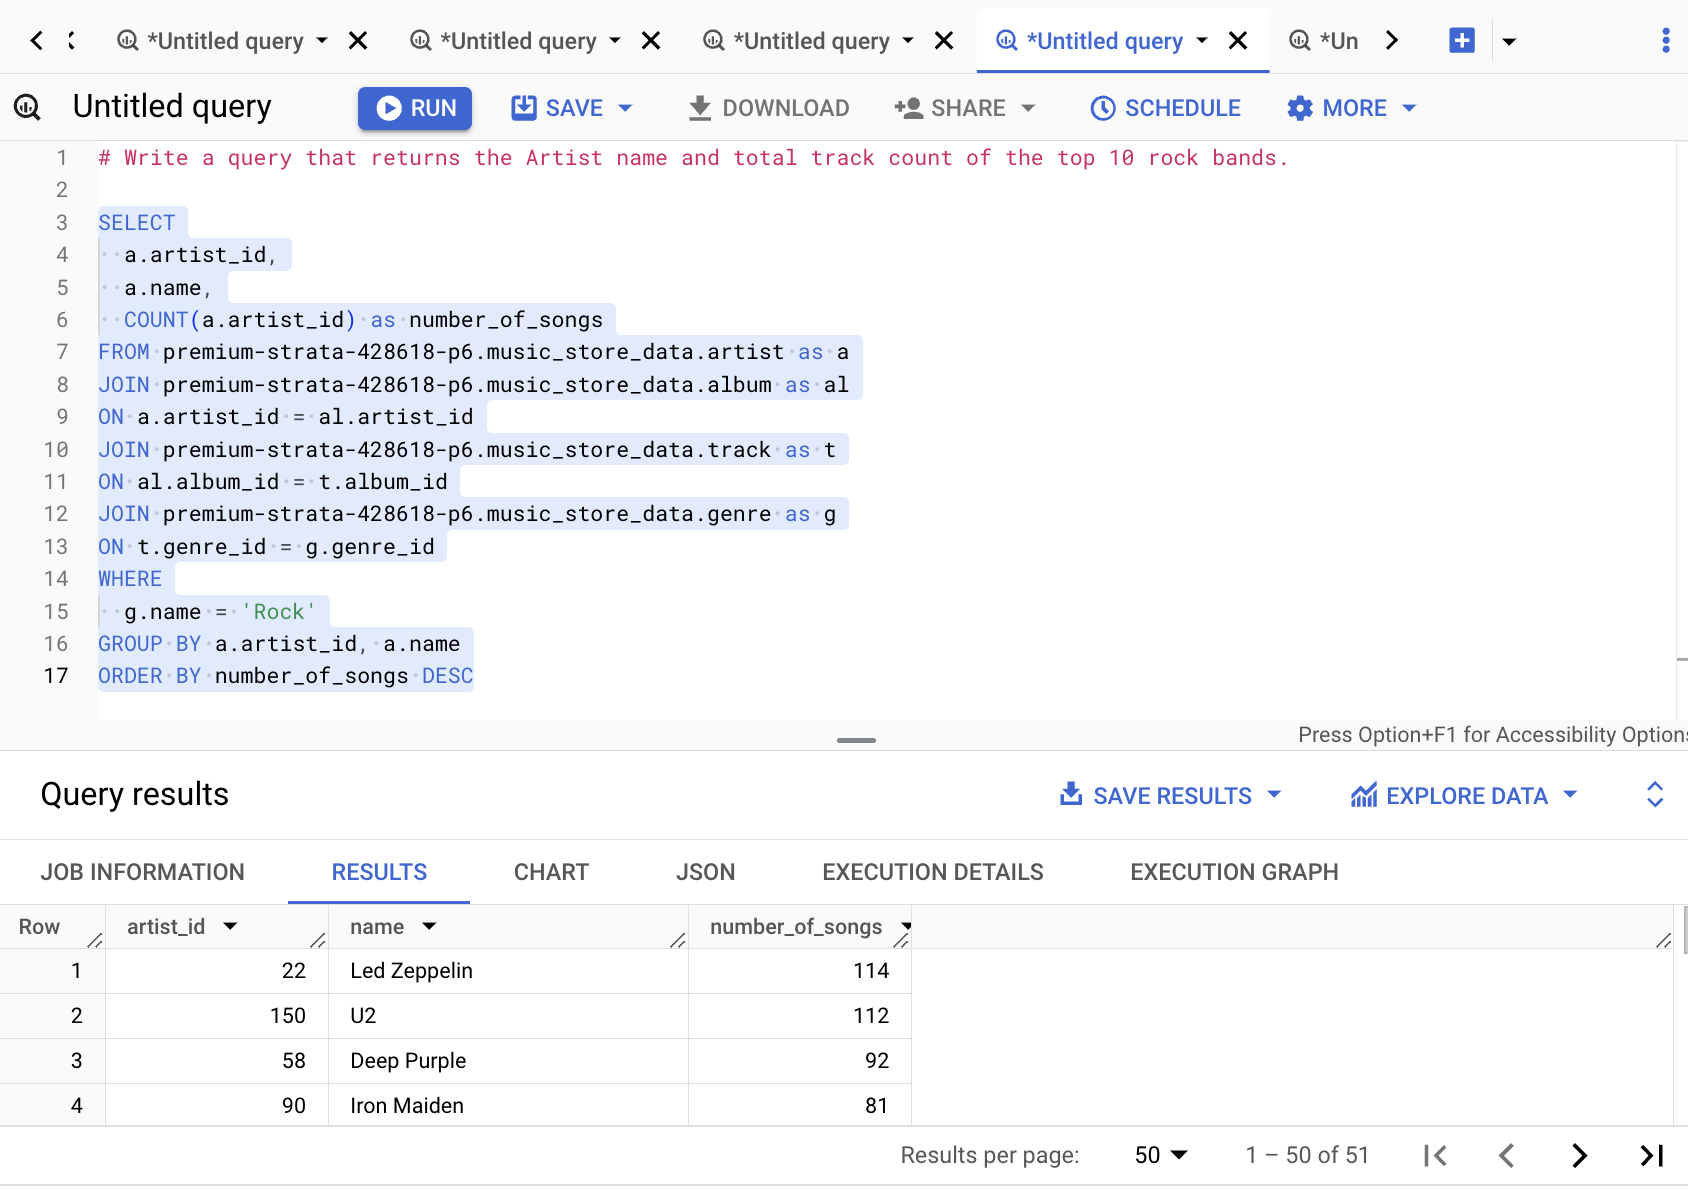 *Untitled query *Untitled query *Untitled query *Untitled query *Un
Untitled query RUN SAVE DOWNLOAD SHARE SCHEDULE MORE
1 # Write a query that returns the Artist name and total track count of the top 10 rock bands.
2
3 SELECT
4 a.artist_id,
5 a.name,
6 COUNT(a.artist_id) as number_of_songs
7 FROM premium-strata-428618-p6.music_store_data.artist as a
8 JOIN premium-strata-428618-p6.music_store_data.album as al
9 ON a.artist_id = al.artist_id
10 JOIN premium-strata-428618-p6.music_store_data.track as t
11 ON al.album_id = t.album_id
12 JOIN premium-strata-428618-p6.music_store_data.genre as g
13 ON t.genre_id = g.genre_id
14 WHERE
15 g.name = 'Rock'
16 GROUP BY a.artist_id, a.name
17 ORDER BY number_of_songs DESC
Press Option+F1 for Accessibility Options
Query results SAVE RESULTS EXPLORE DATA
JOB INFORMATION RESULTS CHART JSON EXECUTION DETAILS EXECUTION GRAPH
Row artist_id name number_of_songs
1 22 Led Zeppelin 114
2 150 U2 112
3 58 Deep Purple 92
4 90 Iron Maiden 81
Results per page: 50 1 – 50 of 51